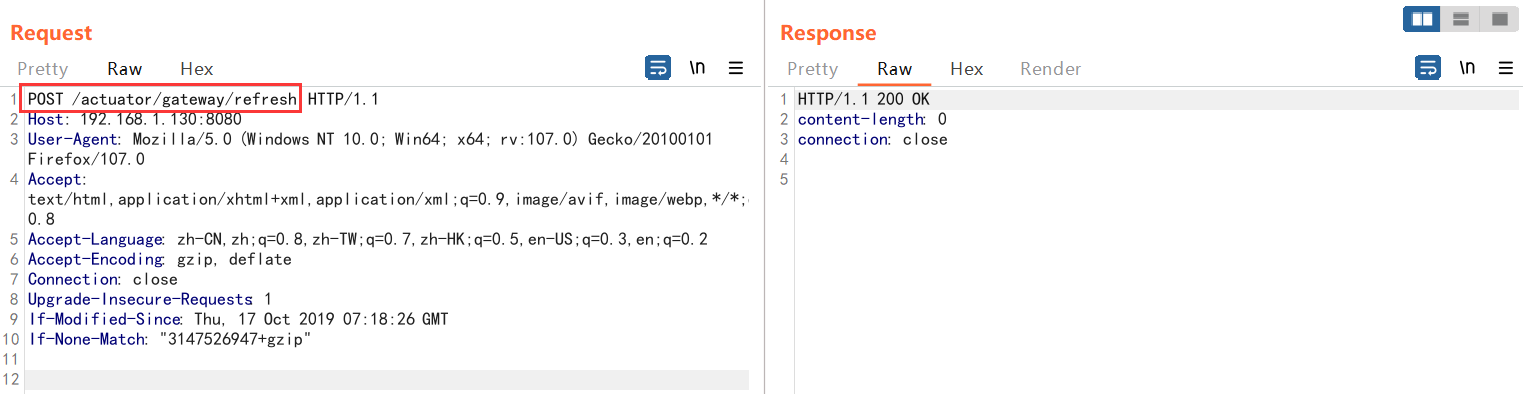 Request
Pretty Raw Hex \n
1 POST /actuator/gateway/refresh HTTP/1.1
2 Host: 192.168.1.130:8080
3 User-Agent: Mozilla/5.0 (Windows NT 10.0; Win64; x64; rv:107.0) Gecko/20100101
Firefox/107.0
4 Accept:
text/html,application/xhtml+xml,application/xml;q=0.9,image/avif,image/webp,*/*;
0.8
5 Accept-Language: zh-CN,zh;q=0.8,zh-TW;q=0.7,zh-HK;q=0.5,en-US;q=0.3,en;q=0.2
6 Accept-Encoding: gzip, deflate
7 Connection: close
8 Upgrade-Insecure-Requests: 1
9 If-Modified-Since: Thu, 17 Oct 2019 07:18:26 GMT
10 If-None-Match: "3147526947+gzip"
11
12
Response
Pretty Raw Hex Render \n
1 HTTP/1.1 200 OK
2 content-length: 0
3 connection: close
4
5